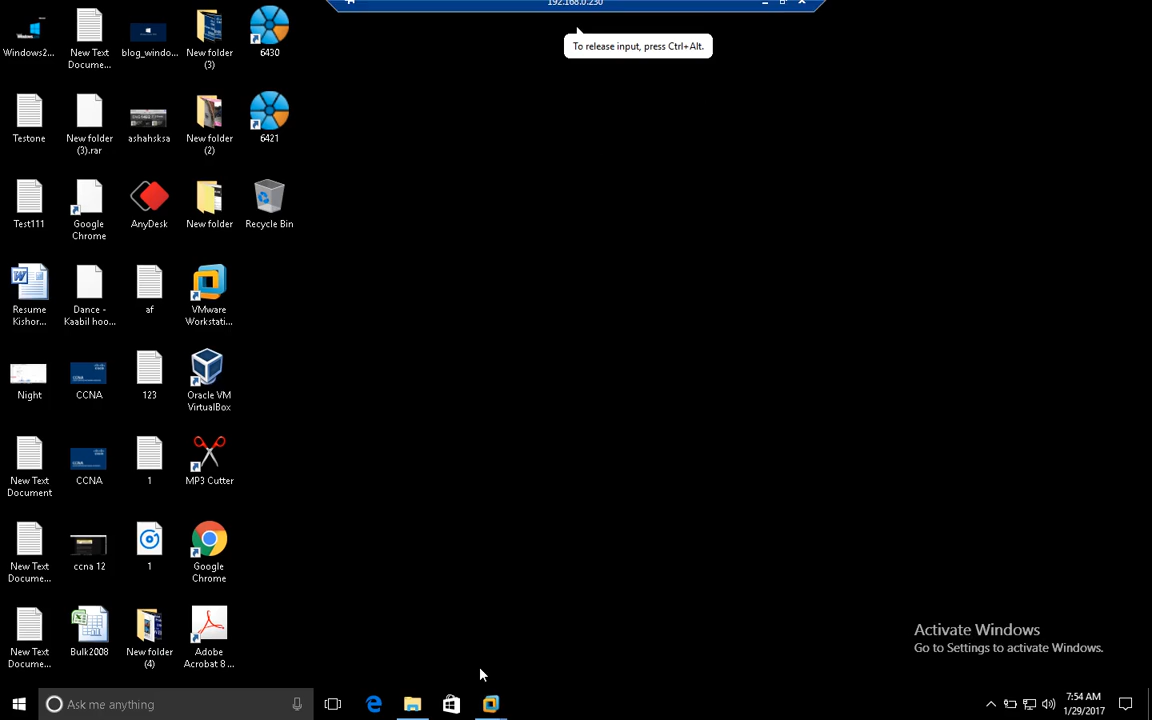 192.168.0.230
To release input, press Ctrl+Alt.
Windows2...
New Text
Docume...
blog_windo...
New folder
(3)
6430
Testone
New folder
(3).rar
ashahsksa
New folder
(2)
6421
Test111
Google
Chrome
AnyDesk
New folder
Recycle Bin
Resume
Kishor...
Dance -
Kaabil hoo...
af
VMware
Workstati...
Night
CCNA
123
Oracle VM
VirtualBox
New Text
Document
CCNA
1
MP3 Cutter
New Text
Docume...
ccna 12
1
Google
Chrome
New Text
Docume...
Bulk2008
New folder
(4)
Adobe
Acrobat 8 ...
Activate Windows
Go to Settings to activate Windows.
Ask me anything
7:54 AM
1/29/2017